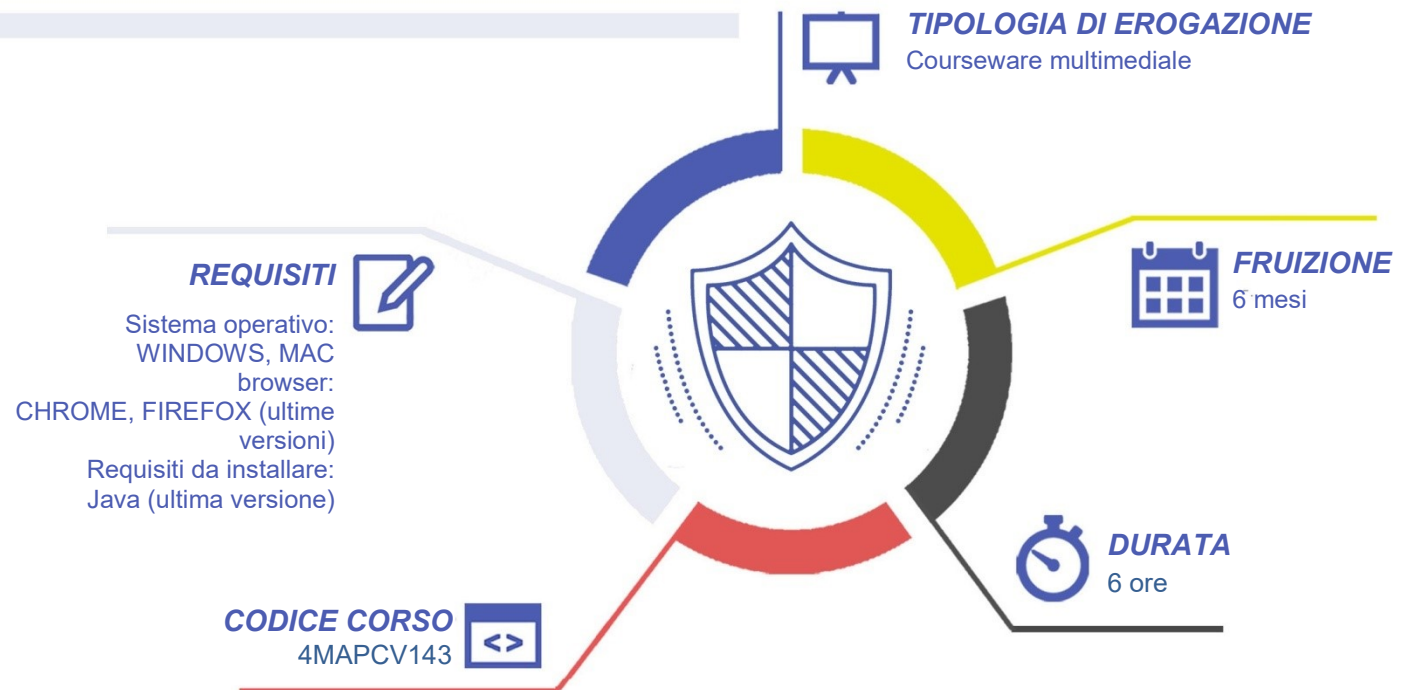 TIPOLOGIA DI EROGAZIONE
Courseware multimediale
REQUISITI
Sistema operativo:
WINDOWS, MAC
browser:
CHROME, FIREFOX (ultime
versioni)
Requisiti da installare:
Java (ultima versione)
FRUIZIONE
6 mesi
DURATA
6 ore
CODICE CORSO
4MAPCV143
<>